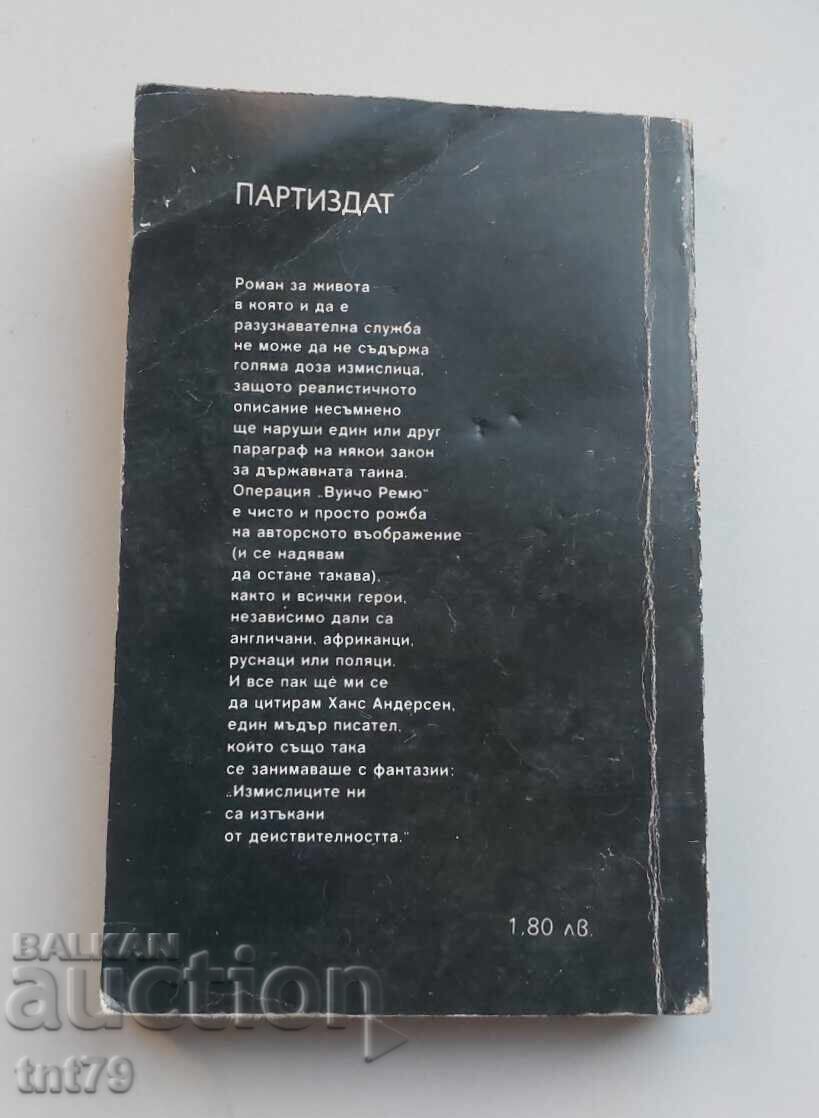 ПАРТИЗДАТ
Роман за живота
в която и да е
разузнавателна служба
не може да не съдържа
голяма доза измислица,
защото реалистичното
описание несъмнено
ще наруши един или друг
параграф на някои закон
за държавната таина.
Операция „Вуичо Ремю“
е чисто и просто рожба
на авторското въображение
(и се надявам
да остане такава),
както и всички герои,
независимо дали са
англичани, африканци,
руснаци или поляци.
И все пак ще ми се
да цитирам Ханс Андерсен,
един мъдър писател,
който също така
се занимаваше с фантазии:
„Измислиците ни
са изтъкани
от деиствителността.“
1,80 лв.
BALKAN
auction
tnt79